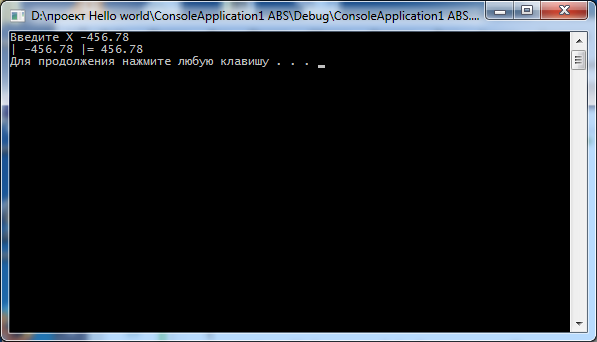 D:\проект Hello world\ConsoleApplication1 ABS\Debug\ConsoleApplication1 ABS....
Введите X -456.78
| -456.78 |= 456.78
Для продолжения нажмите любую клавишу . . .